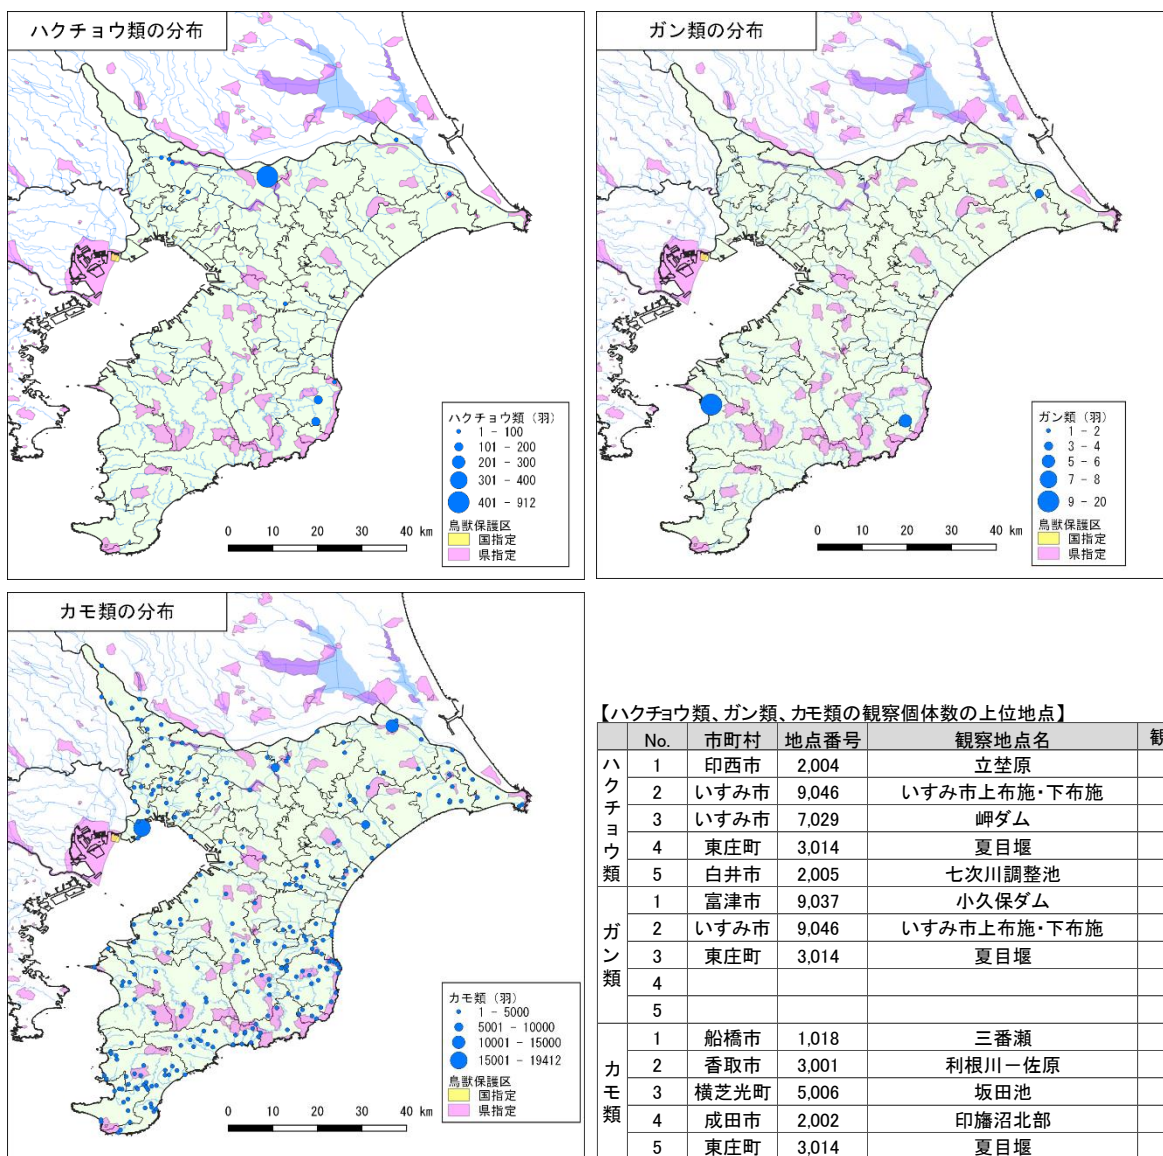 ハクチョウ類の分布
ハクチョウ類（羽）
1 - 100
101 - 200
201 - 300
301 - 400
401 - 912
鳥獣保護区
国指定
県指定
0 10 20 30 40 km
ガン類の分布
ガン類（羽）
1 - 2
3 - 4
5 - 6
7 - 8
9 - 20
鳥獣保護区
国指定
県指定
0 10 20 30 40 km
カモ類の分布
カモ類（羽）
1 - 5000
5001 - 10000
10001 - 15000
15001 - 19412
鳥獣保護区
国指定
県指定
0 10 20 30 40 km
【ハクチョウ類、ガン類、カモ類の観察個体数の上位地点】
No. 市町村 地点番号 観察地点名 観
ハクチョウ類
1 印西市 2,004 立埜原
2 いすみ市 9,046 いすみ市上布施・下布施
3 いすみ市 7,029 岬ダム
4 東庄町 3,014 夏目堰
5 白井市 2,005 七次川調整池
ガン類
1 富津市 9,037 小久保ダム
2 いすみ市 9,046 いすみ市上布施・下布施
3 東庄町 3,014 夏目堰
4
5
カモ類
1 船橋市 1,018 三番瀬
2 香取市 3,001 利根川－佐原
3 横芝光町 5,006 坂田池
4 成田市 2,002 印旛沼北部
5 東庄町 3,014 夏目堰